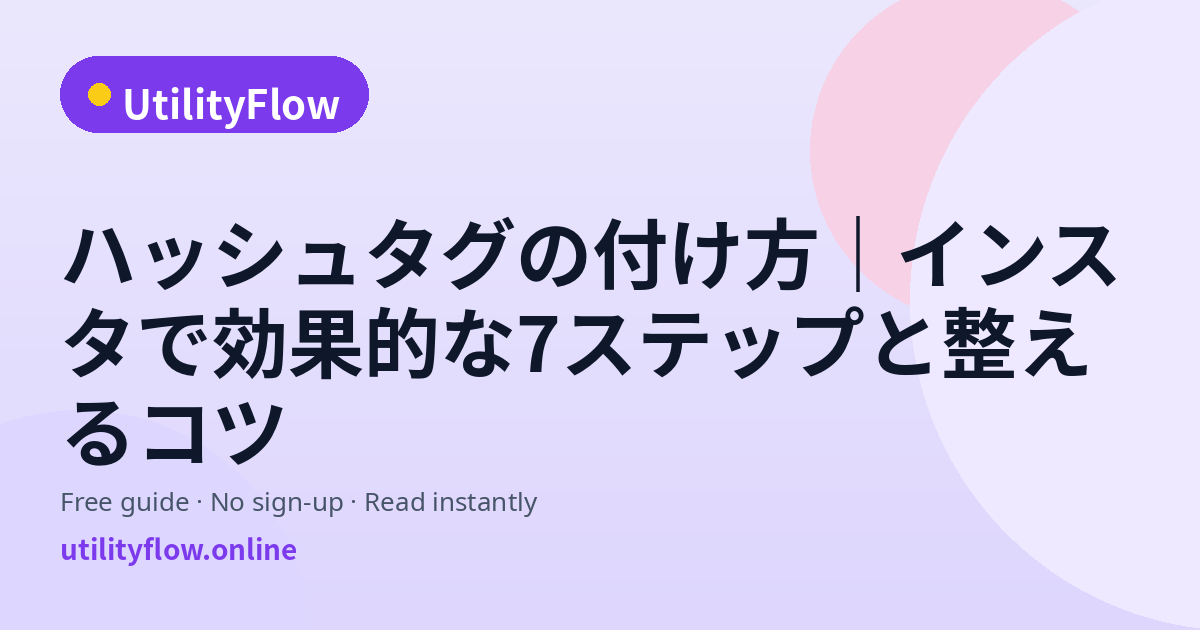 UtilityFlow
ハッシュタグの付け方｜インス
タで効果的な7ステップと整え
るコツ
Free guide · No sign-up · Read instantly
utilityflow.online